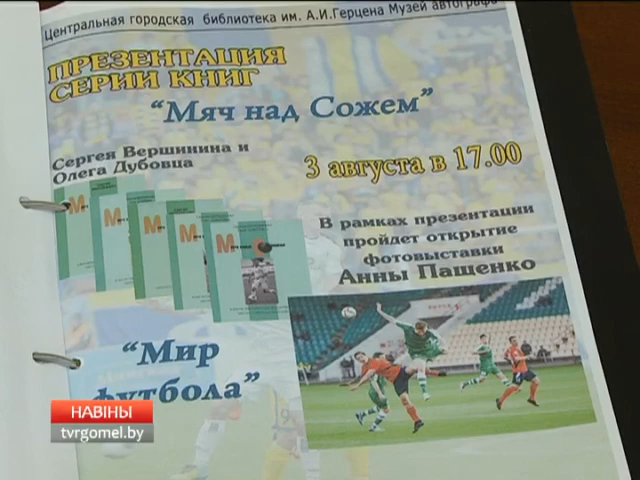 Центральная городская библиотека им. А.И.Герцена Музей автографа
ПРЕЗЕНТАЦИЯ
СЕРИИ КНИГ
“Мяч над Сожем”
Сергея Вершинина и
Олега Дубовца
3 августа в 17.00
В рамках презентации
пройдет открытие
фотовыставки
Анны Пащенко
“Мир
футбола”
НАВІНЫ
tvrgomel.by